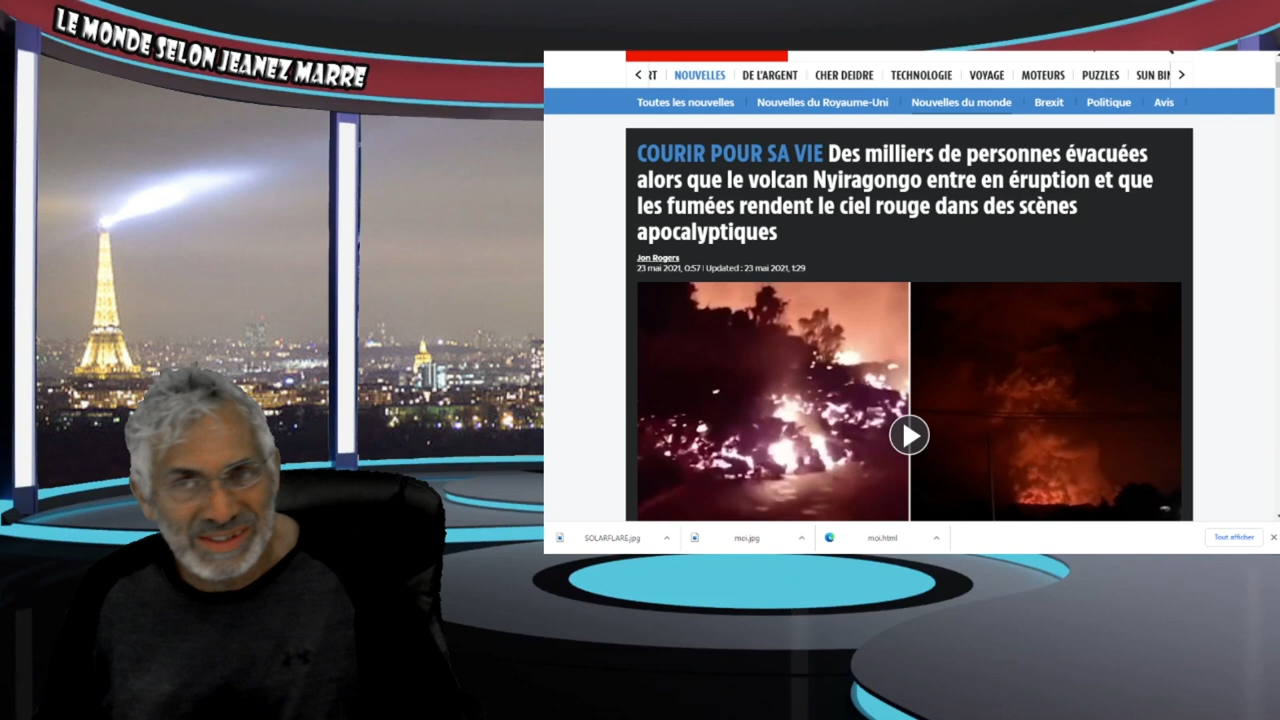 LE MONDE SELON JEANEZ MARRE
RT NOUVELLES DE L'ARGENT CHER DEIDRE TECHNOLOGIE VOYAGE MOTEURS PUZZLES SUN BIN
Toutes les nouvelles Nouvelles du Royaume-Uni Nouvelles du monde Brexit Politique Avis
COURIR POUR SA VIE Des milliers de personnes évacuées
alors que le volcan Nyiragongo entre en éruption et que
les fumées rendent le ciel rouge dans des scènes
apocalyptiques
Jon Rogers
23 mai 2021, 0:57 | Updated : 23 mai 2021, 1:29
SOLARFLARE.jpg moi.jpg moi.html Tout afficher